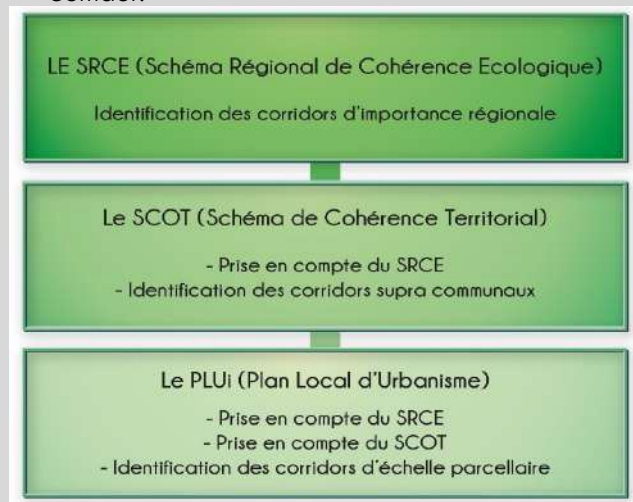 LE SRCE (Schéma Régional de Cohérence Ecologique)
Identification des corridors d'importance régionale
Le SCOT (Schéma de Cohérence Territorial)
- Prise en compte du SRCE
- Identification des corridors supra communaux
Le PLUi (Plan Local d'Urbanisme)
- Prise en compte du SRCE
- Prise en compte du SCOT
- Identification des corridors d'échelle parcellaire